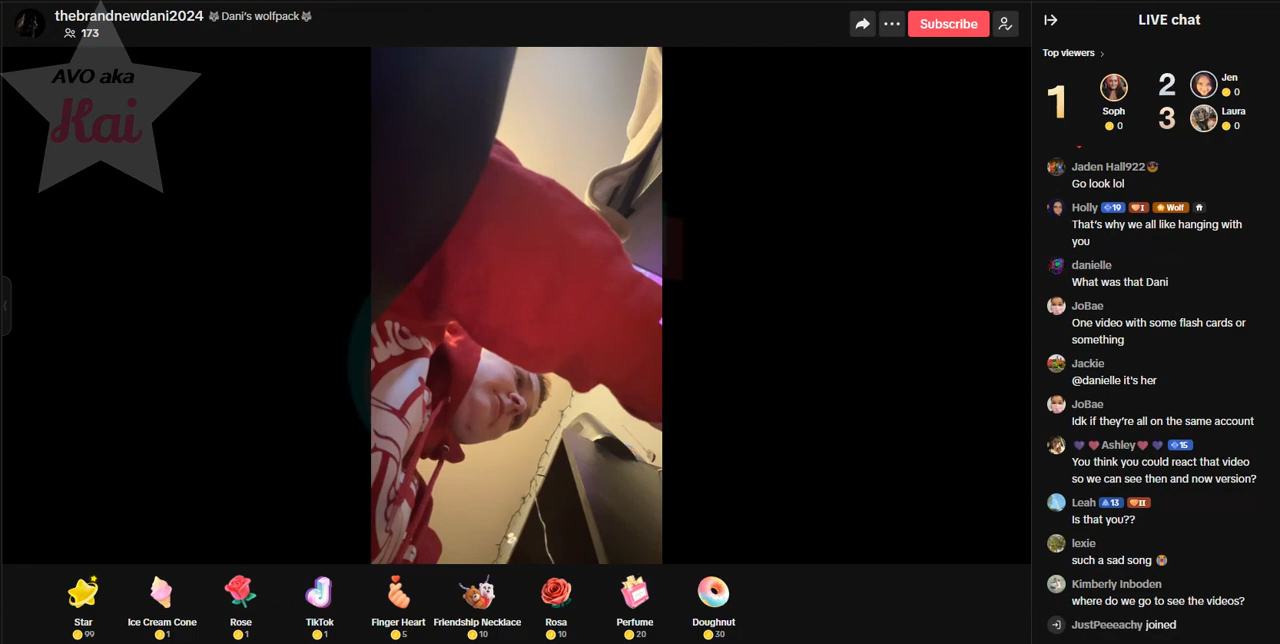 thebrandnewdani2024 🐺Dani's wolfpack🐺
173
Subscribe
AVO aka
Kai
LIVE chat
Top viewers
1
Soph
0
2
Jen
0
3
Laura
0
Jaden Hall922
Go look lol
Holly 19 I Wolf
That's why we all like hanging with
you
danielle
What was that Dani
JoBae
One video with some flash cards or
something
Jackie
@danielle it's her
JoBae
Idk if they're all on the same account
💜❤️Ashley❤️💜 15
You think you could react that video
so we can see then and now version?
Leah 13 II
Is that you??
lexie
such a sad song 😭
Kimberly Inboden
where do we go to see the videos?
JustPeeeachy joined
Star
99
Ice Cream Cone
1
Rose
1
TikTok
1
Finger Heart
5
Friendship Necklace
10
Rosa
10
Perfume
20
Doughnut
30